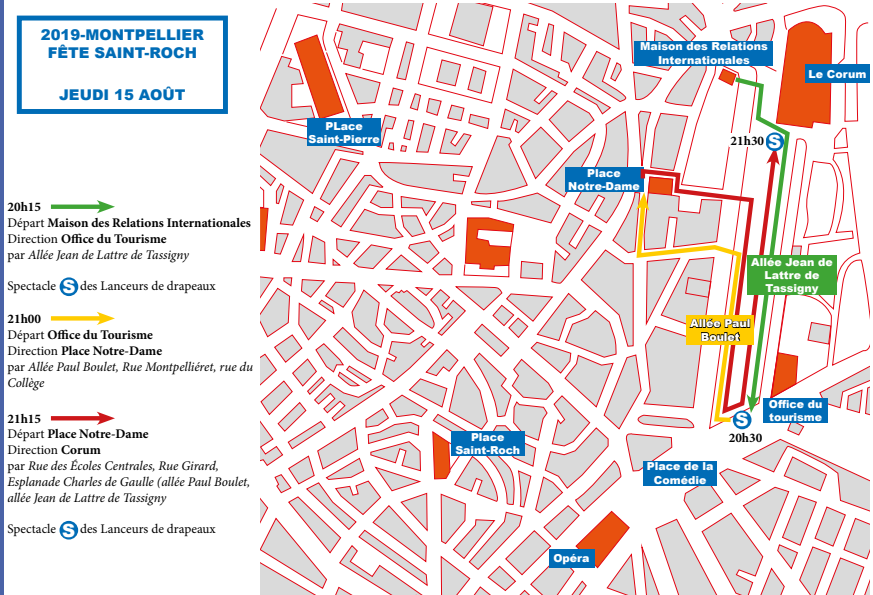 2019-MONTPELLIER
FÊTE SAINT-ROCH
JEUDI 15 AOÛT
20h15
Départ Maison des Relations Internationales
Direction Office du Tourisme
par Allée Jean de Lattre de Tassigny
Spectacle S des Lanceurs de drapeaux
21h00
Départ Office du Tourisme
Direction Place Notre-Dame
par Allée Paul Boulet, Rue Montpelliéret, rue du
Collège
21h15
Départ Place Notre-Dame
Direction Corum
par Rue des Écoles Centrales, Rue Girard,
Esplanade Charles de Gaulle (allée Paul Boulet,
allée Jean de Lattre de Tassigny
Spectacle S des Lanceurs de drapeaux
Maison des Relations
Internationales
Le Corum
PLace
Saint-Pierre
21h30 S
Place
Notre-Dame
Allée Jean de
Lattre de
Tassigny
Allée Paul
Boulet
Office du
tourisme
S
20h30
Place
Saint-Roch
Place de la
Comédie
Opéra